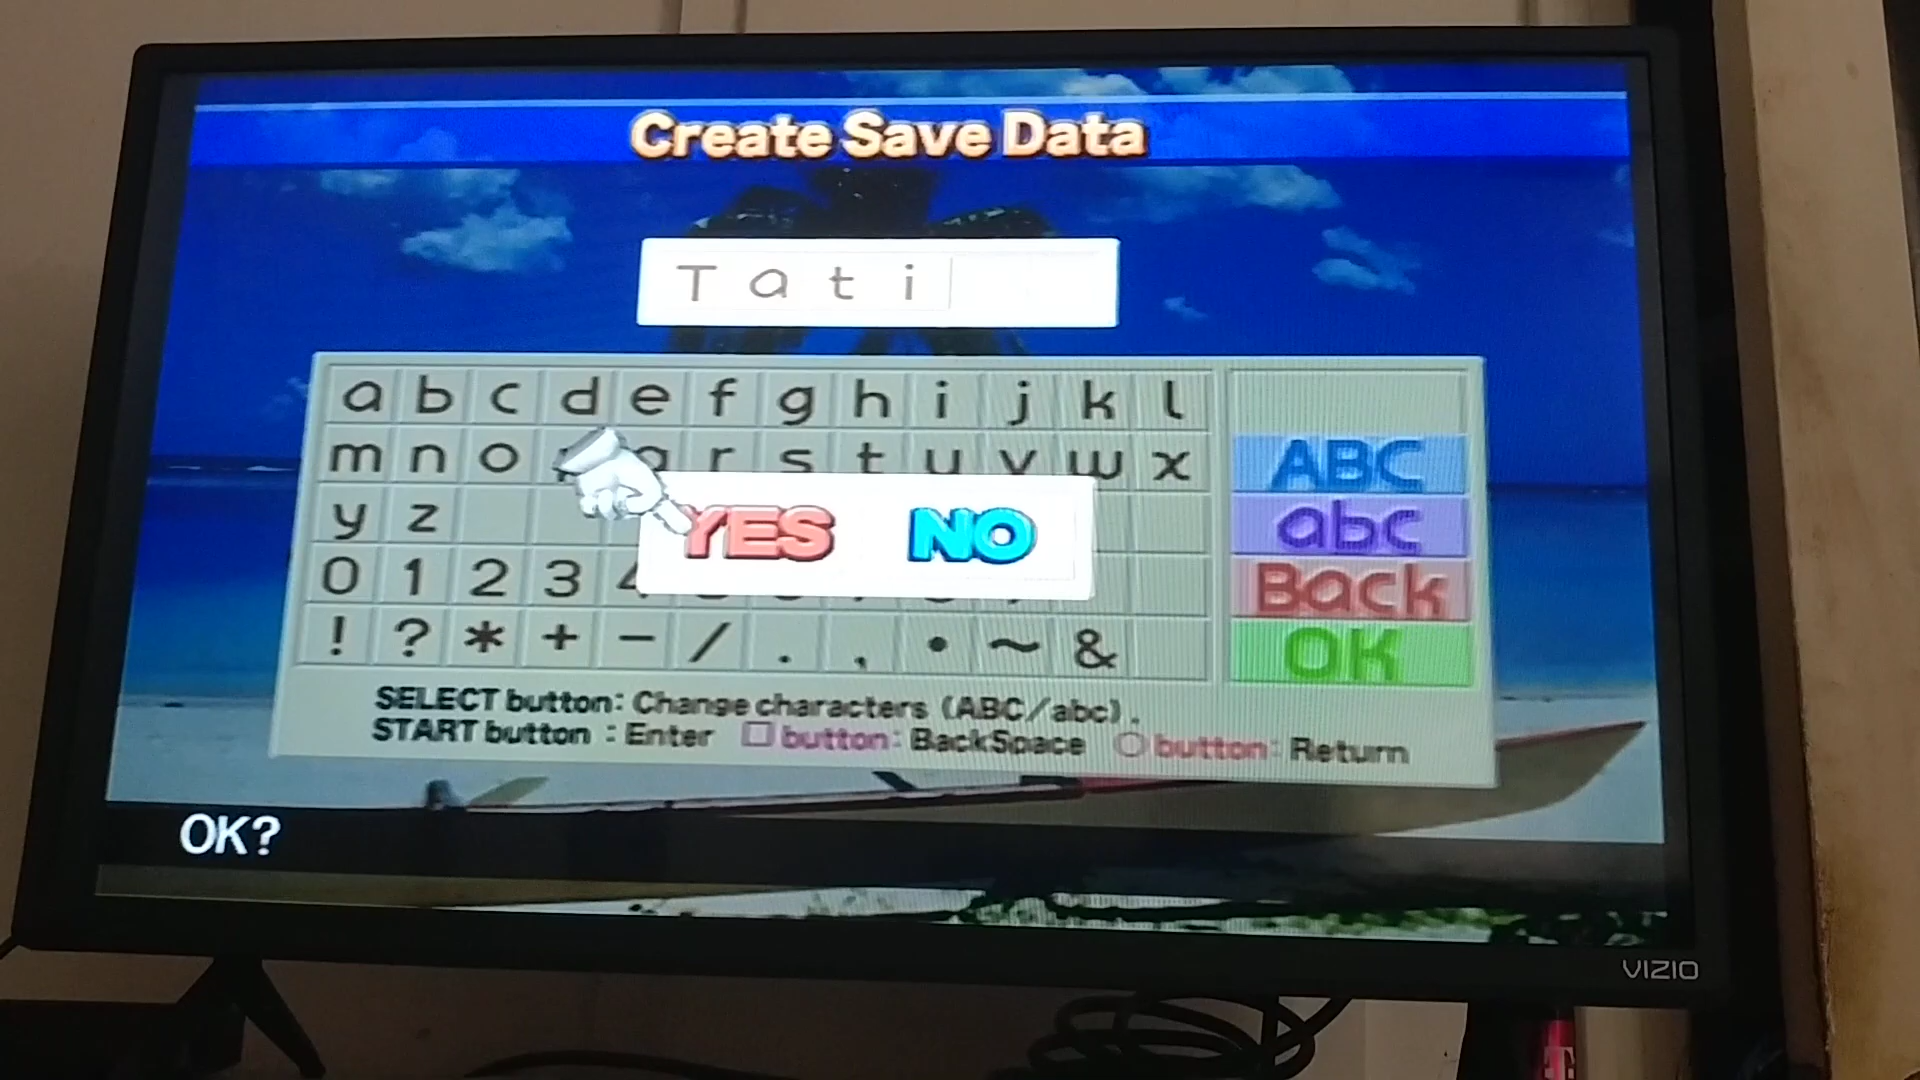 Create Save Data
T a t i
a b c d e f g h i j k l
m n o q r s t u v w x ABC
YES NO
y z abc
0 1 2 3 4 Back
! ? * + - / . , • ~ & OK
SELECT button: Change characters (ABC/abc).
START button : Enter □ button: BackSpace ○ button: Return
OK?
VIZIO
T